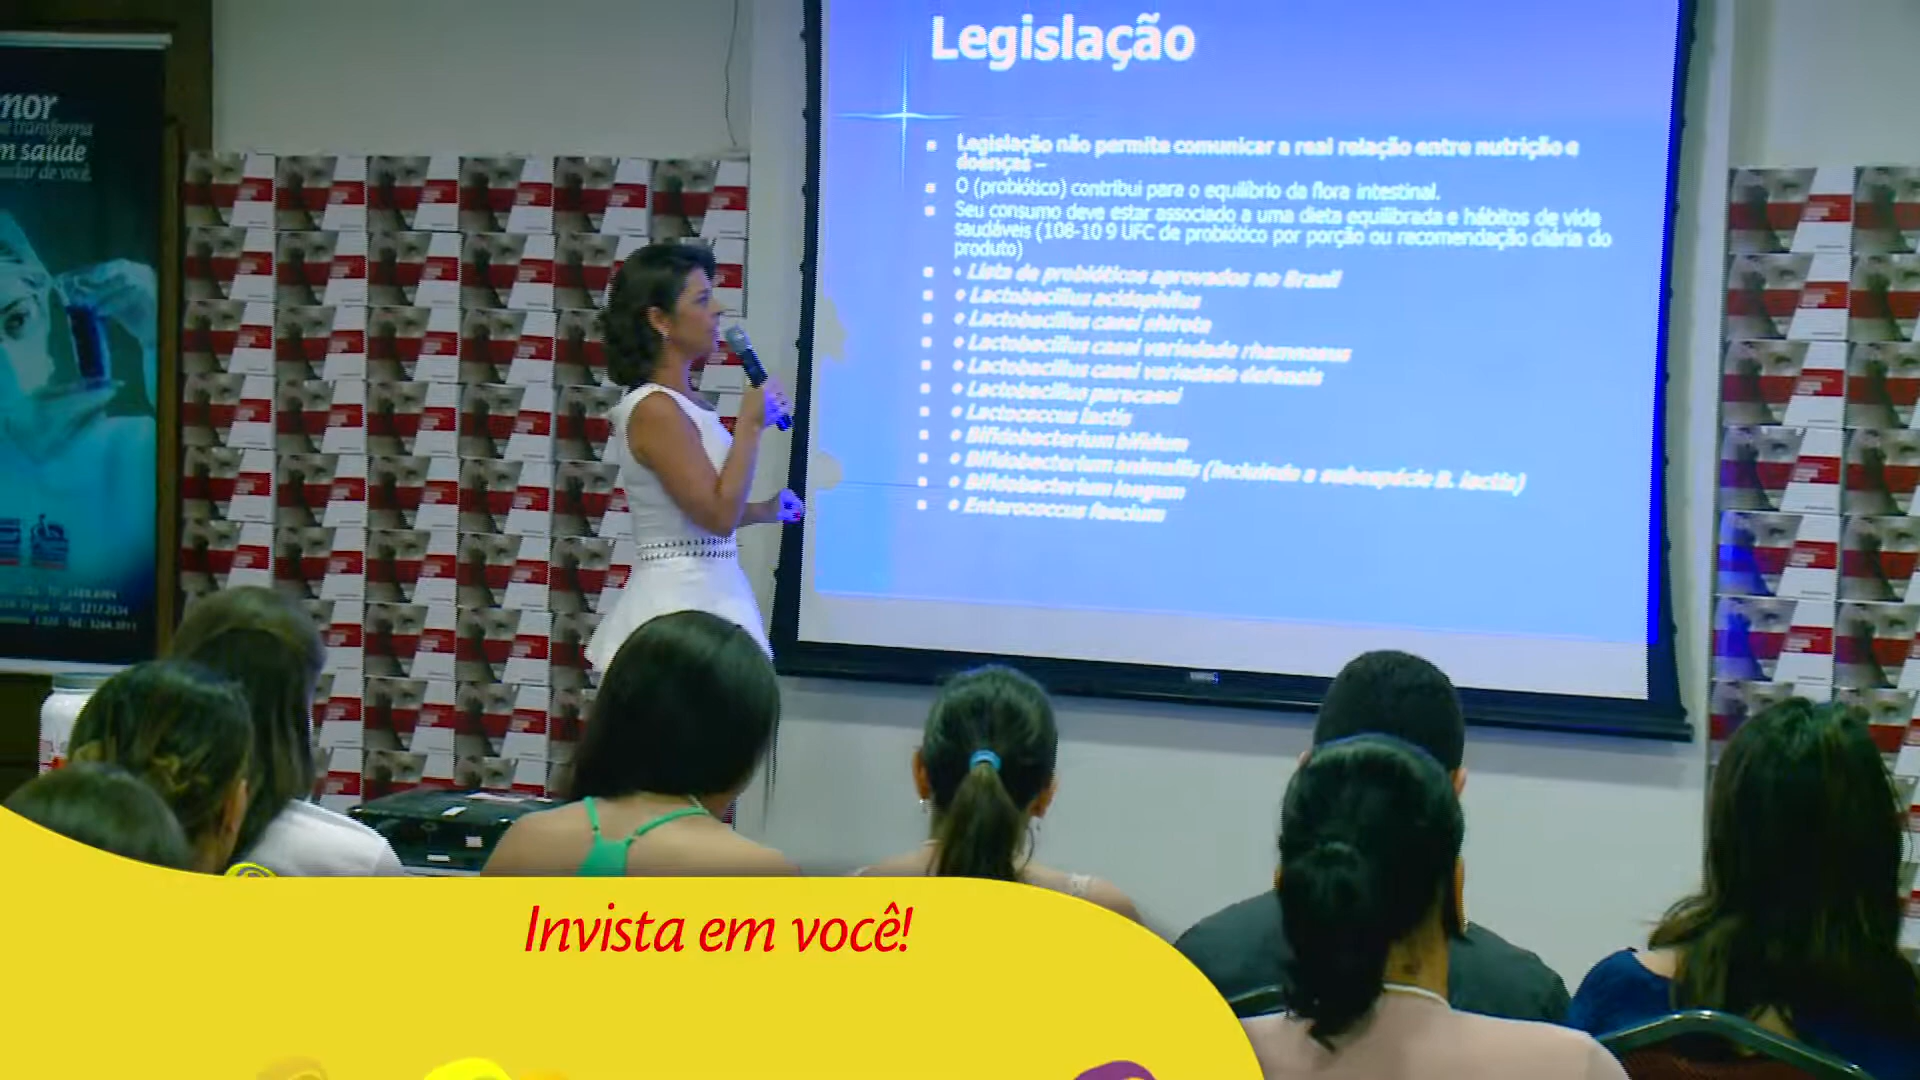 Legislação
Legislação não permite comunicar a real relação entre nutrição e
doenças –
O (probiótico) contribui para o equilíbrio da flora intestinal.
Seu consumo deve estar associado a uma dieta equilibrada e hábitos de vida
saudáveis (108-10 9 UFC de probiótico por porção ou recomendação diária do
produto)
• Lista de probióticos aprovados no Brasil
• Lactobacillus acidophilus
• Lactobacillus casei shirota
• Lactobacillus casei variedade rhamnosus
• Lactobacillus casei variedade defensis
• Lactobacillus paracasei
• Lactococcus lactis
• Bifidobacterium bifidum
• Bifidobacterium animallis (incluindo a subespécie B. lactis)
• Bifidobacterium longum
• Enterococcus faecium
mor
e transforma
m saúde
udar de você.
Invista em você!